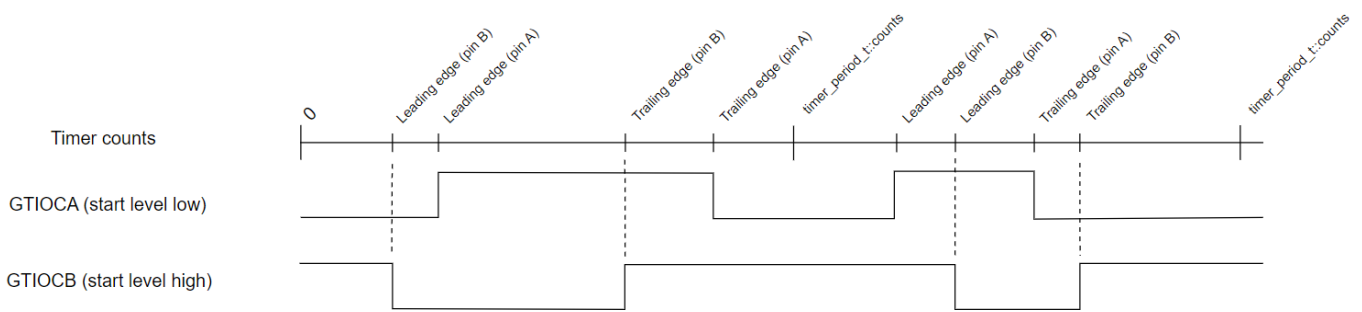 0
Leading edge (pin B)
Leading edge (pin A)
Trailing edge (pin B)
Trailing edge (pin A)
timer_period_t::counts
Leading edge (pin A)
Leading edge (pin B)
Trailing edge (pin A)
Trailing edge (pin B)
timer_period_t::counts
Timer counts
GTIOCA (start level low)
GTIOCB (start level high)